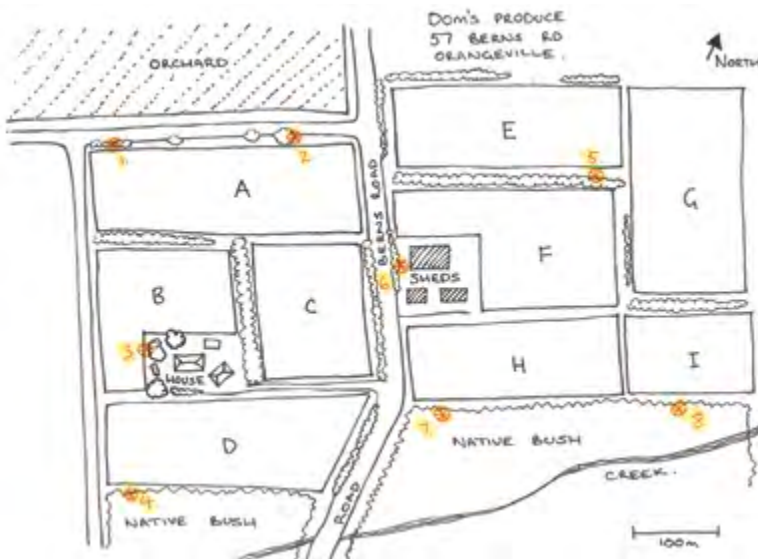 DOM'S PRODUCE
57 BERNS RD
ORANGEVILLE.
NORTH
ORCHARD
1
2
E
5
A
G
BERNS ROAD
B
C
6
SHEDS
F
3
HOUSE
H
I
D
7
NATIVE BUSH
8
4
NATIVE BUSH
ROAD
CREEK.
100m